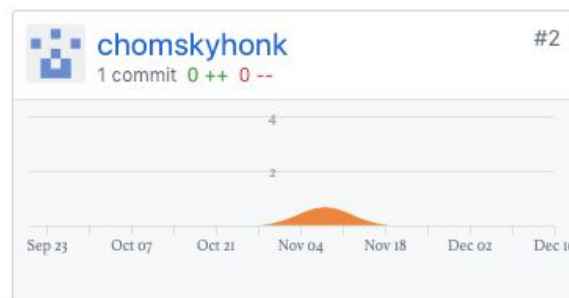 chomskyhonk
#2
1 commit 0 ++ 0 --
4
2
Sep 23 Oct 07 Oct 21 Nov 04 Nov 18 Dec 02 Dec